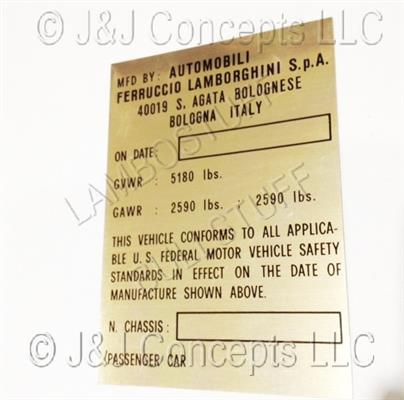 © J&J Concepts LLC
MFD BY: AUTOMOBILI
FERRUCCIO LAMBORGHINI S.p.A.
40019 S. AGATA BOLOGNESE
BOLOGNA ITALY
ON DATE:
LAMBOSTUFF
GVWR : 5180 lbs.
GAWR : 2590 lbs. ; 2590 lbs.
BULLSTUFF
THIS VEHICLE CONFORMS TO ALL APPLICA-
BLE U.S. FEDERAL MOTOR VEHICLE SAFETY
STANDARDS IN EFFECT ON THE DATE OF
MANUFACTURE SHOWN ABOVE.
N. CHASSIS:
© J&J Concepts LLC
PASSENGER CAR